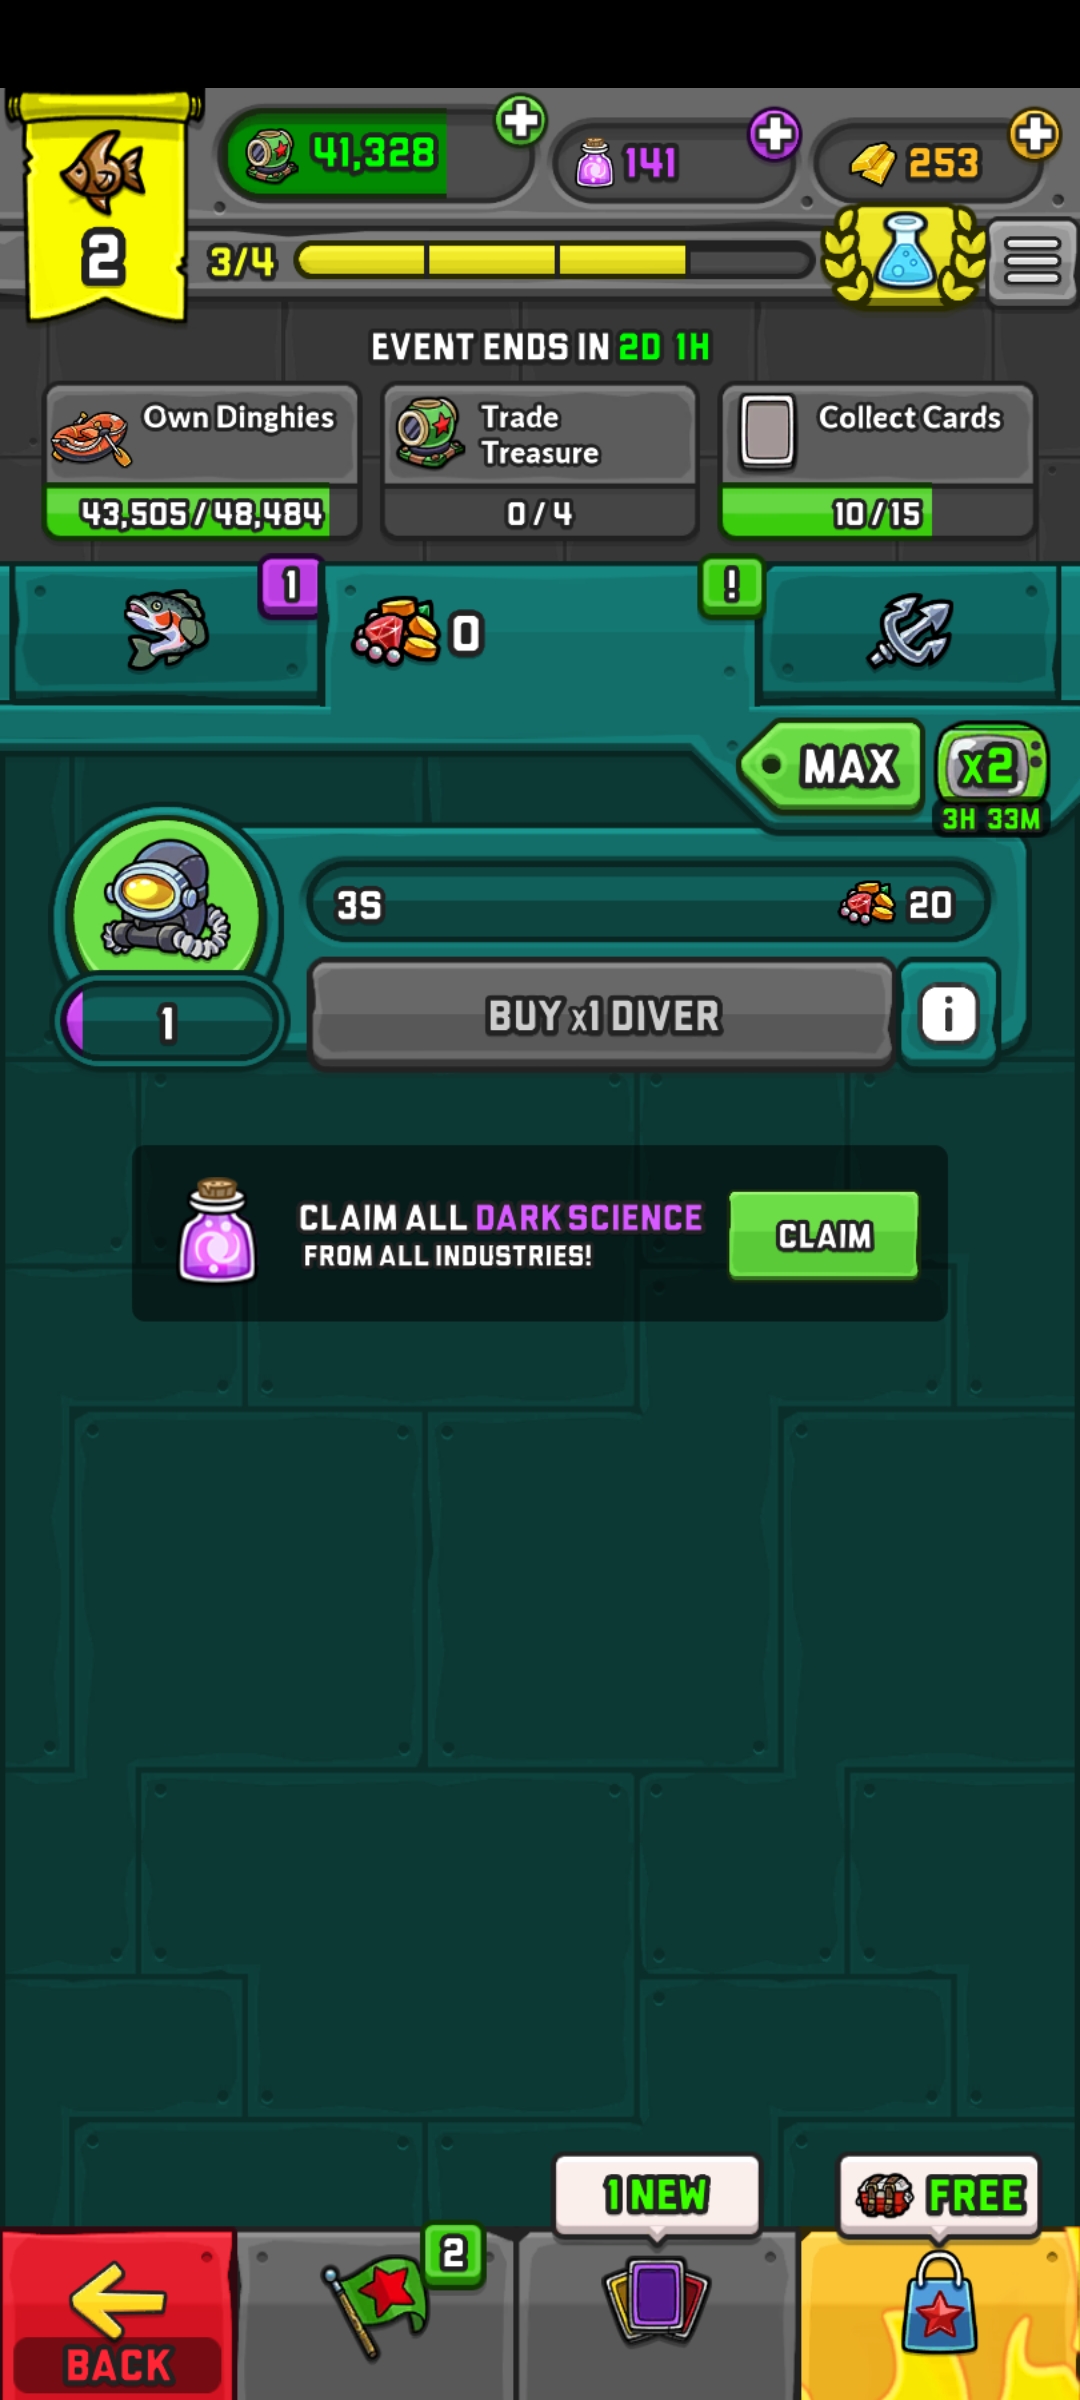 41,328
141
253
2
3/4
EVENT ENDS IN 2D 1H
Own Dinghies
43,505/48,484
Trade
Treasure
0/4
Collect Cards
10/15
1
0
!
MAX
x2
3H 33M
3S
20
1
BUY x1 DIVER
i
CLAIM ALL DARK SCIENCE
FROM ALL INDUSTRIES!
CLAIM
1 NEW
FREE
2
BACK